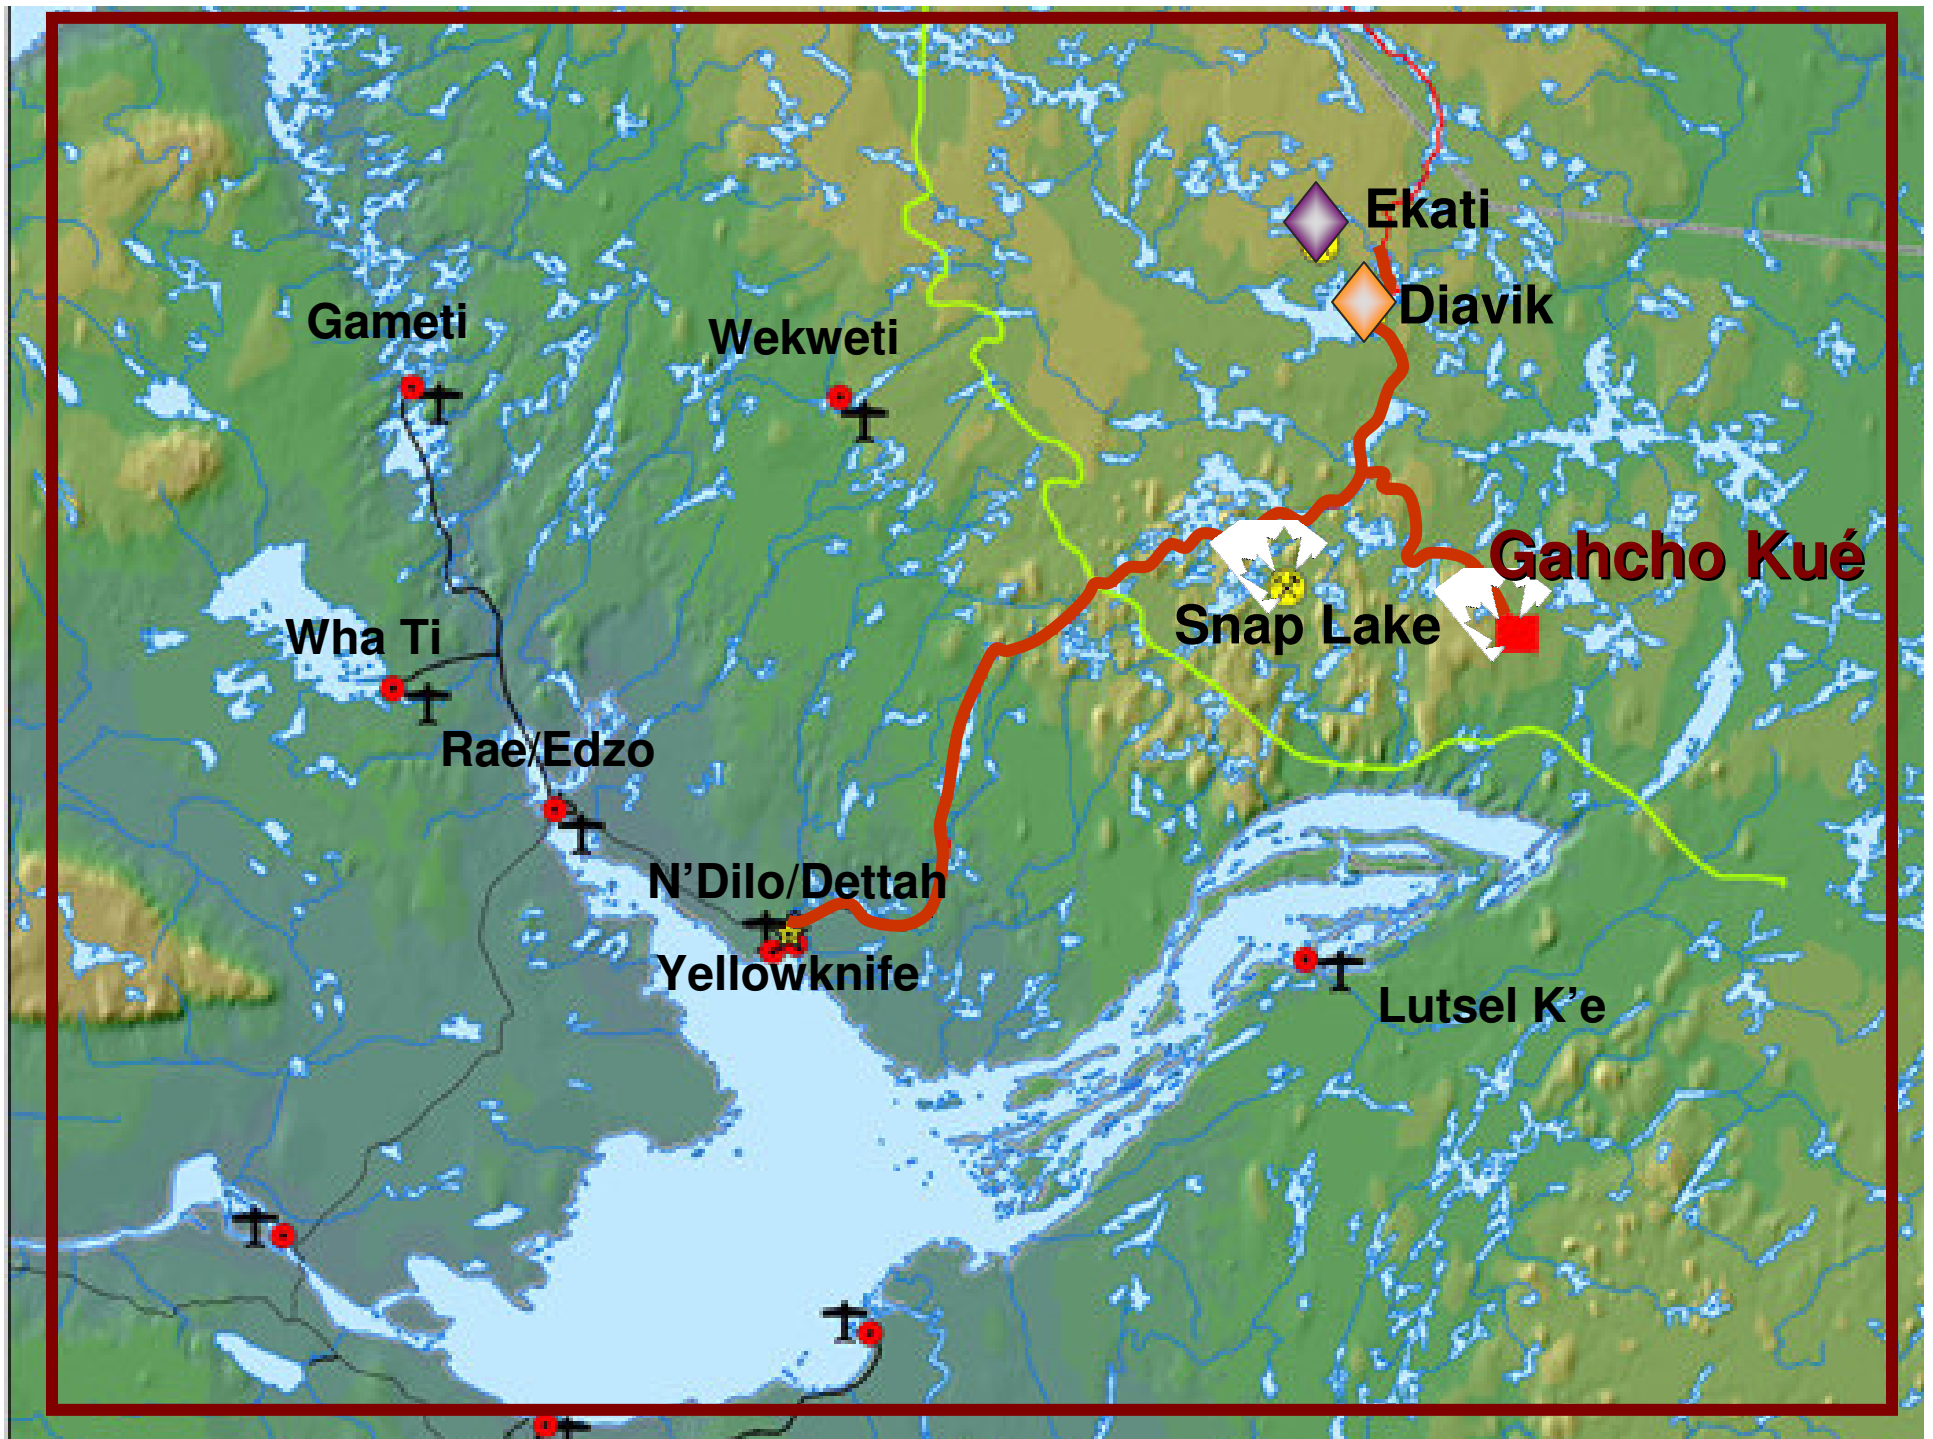 Ekati
Diavik
Gameti
Wekweti
Gahcho Kué
Snap Lake
Wha Ti
Rae/Edzo
N’Dilo/Dettah
Yellowknife
Lutsel K’e